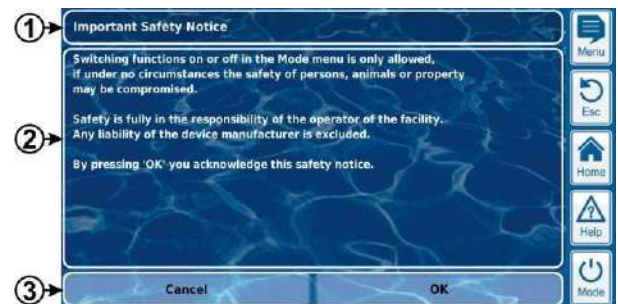 1
Important Safety Notice
Menu
2
Switching functions on or off in the Mode menu is only allowed,
if under no circumstances the safety of persons, animals or property
may be compromised.
Safety is fully in the responsibility of the operator of the facility.
Any liability of the device manufacturer is excluded.
By pressing 'OK' you acknowledge this safety notice.
Esc
Home
Help
3
Cancel
OK
Mode